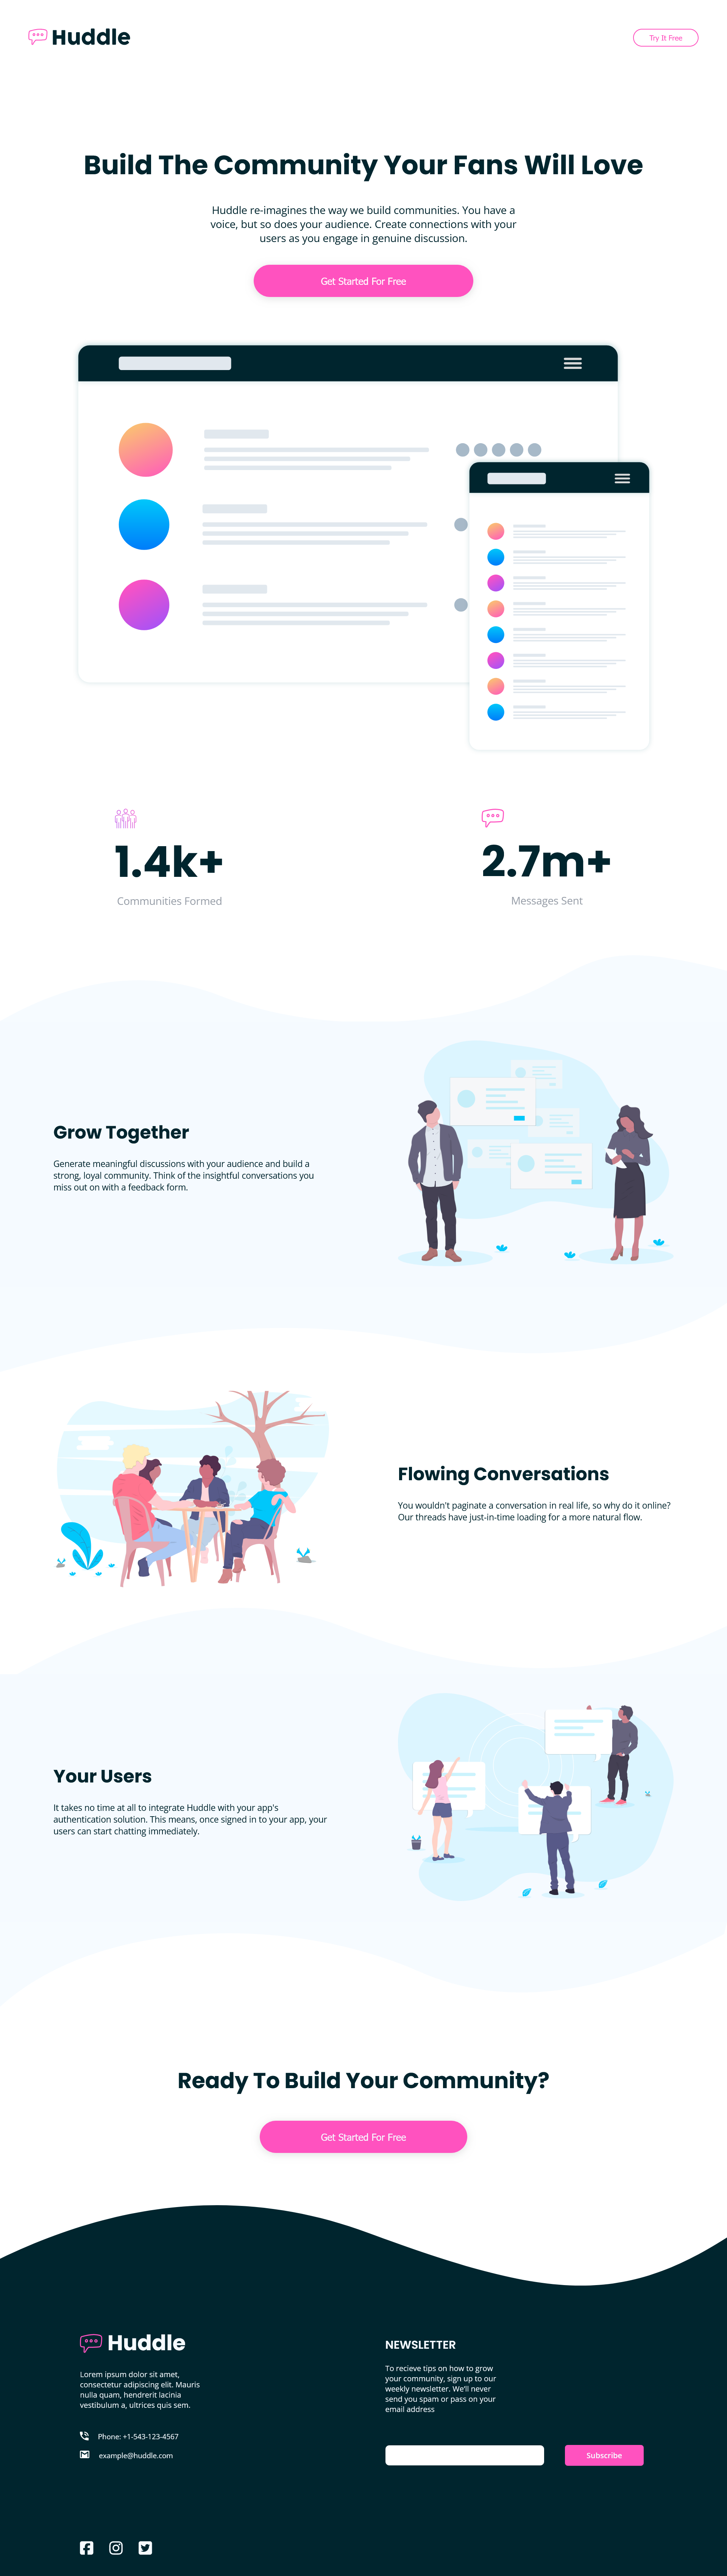 Huddle
Try It Free
Build The Community Your Fans Will Love
Huddle re-imagines the way we build communities. You have a
voice, but so does your audience. Create connections with your
users as you engage in genuine discussion.
Get Started For Free
1.4k+
Communities Formed
2.7m+
Messages Sent
Grow Together
Generate meaningful discussions with your audience and build a
strong, loyal community. Think of the insightful conversations you
miss out on with a feedback form.
Flowing Conversations
You wouldn't paginate a conversation in real life, so why do it online?
Our threads have just-in-time loading for a more natural flow.
Your Users
It takes no time at all to integrate Huddle with your app's
authentication solution. This means, once signed in to your app, your
users can start chatting immediately.
Ready To Build Your Community?
Get Started For Free
Huddle
Lorem ipsum dolor sit amet,
consectetur adipiscing elit. Mauris
nulla quam, hendrerit lacinia
vestibulum a, ultrices quis sem.
Phone: +1-543-123-4567
example@huddle.com
NEWSLETTER
To recieve tips on how to grow
your community, sign up to our
weekly newsletter. We'll never
send you spam or pass on your
email address
Subscribe